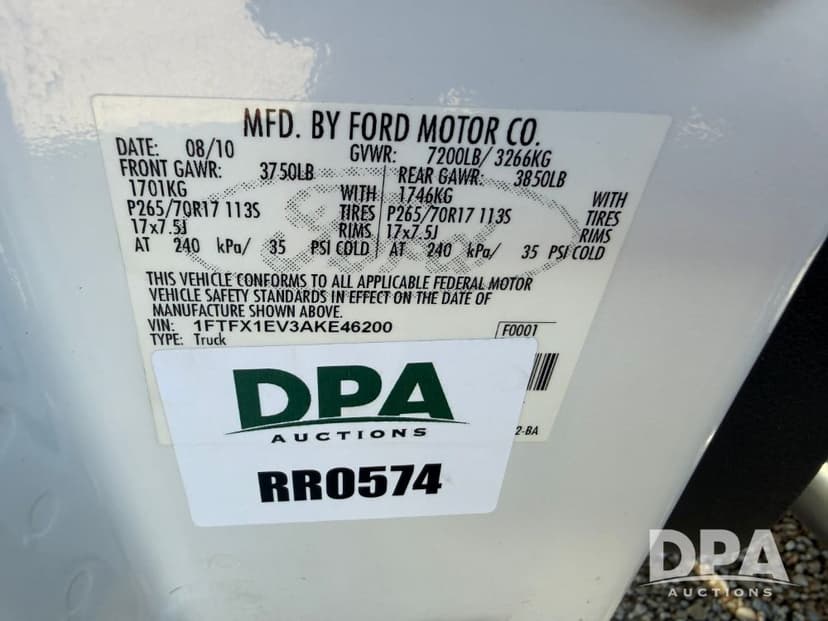 MFD. BY FORD MOTOR CO.
DATE: 08/10 GVWR: 7200LB/ 3266KG
FRONT GAWR: 3750LB REAR GAWR: 3850LB
1701KG WITH 1746KG WITH
P265/70R17 113S TIRES P265/70R17 113S TIRES
17x7.5J RIMS 17x7.5J RIMS
AT 240 kPa/ 35 PSI COLD AT 240 kPa/ 35 PSI COLD
Ford
THIS VEHICLE CONFORMS TO ALL APPLICABLE FEDERAL MOTOR
VEHICLE SAFETY STANDARDS IN EFFECT ON THE DATE OF
MANUFACTURE SHOWN ABOVE.
VIN: 1FTFX1EV3AKE46200 F0001
TYPE: Truck
2-BA
DPA
AUCTIONS
RR0574
DPA
AUCTIONS